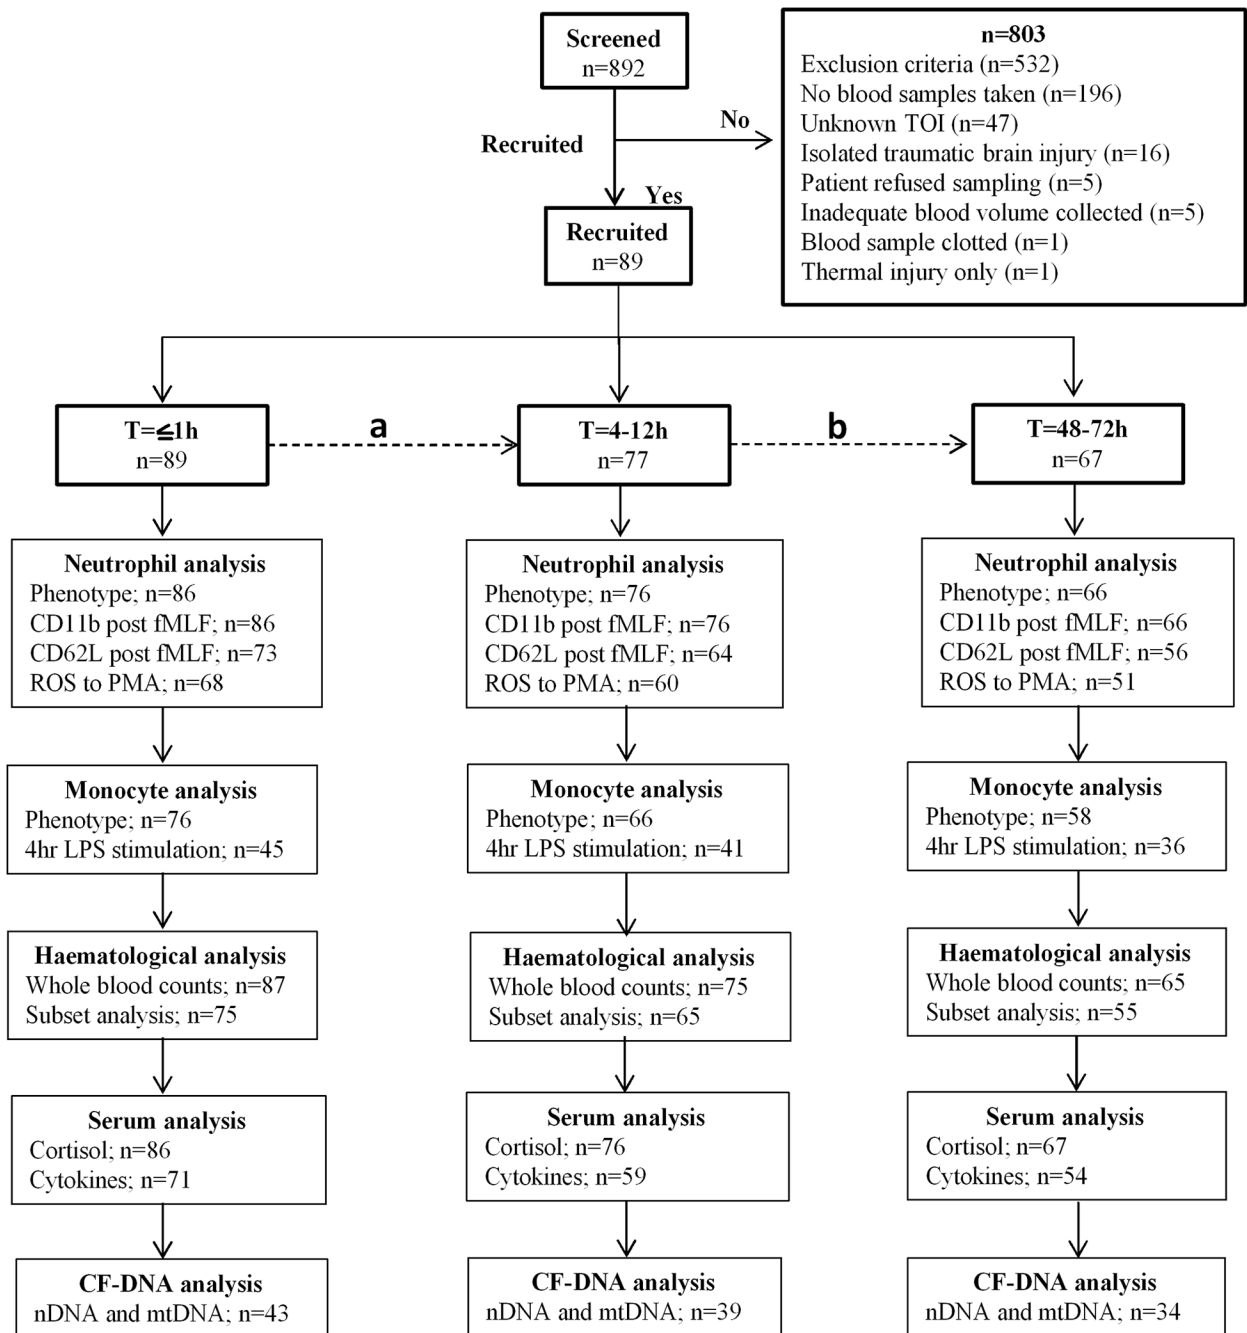 Screened
n=892
n=803
Exclusion criteria (n=532)
No blood samples taken (n=196)
Unknown TOI (n=47)
Isolated traumatic brain injury (n=16)
Patient refused sampling (n=5)
Inadequate blood volume collected (n=5)
Blood sample clotted (n=1)
Thermal injury only (n=1)
No
Recruited
Yes
Recruited
n=89
T=≤1h
n=89
a
T=4-12h
n=77
b
T=48-72h
n=67
Neutrophil analysis
Phenotype; n=86
CD11b post fMLF; n=86
CD62L post fMLF; n=73
ROS to PMA; n=68
Neutrophil analysis
Phenotype; n=76
CD11b post fMLF; n=76
CD62L post fMLF; n=64
ROS to PMA; n=60
Neutrophil analysis
Phenotype; n=66
CD11b post fMLF; n=66
CD62L post fMLF; n=56
ROS to PMA; n=51
Monocyte analysis
Phenotype; n=76
4hr LPS stimulation; n=45
Monocyte analysis
Phenotype; n=66
4hr LPS stimulation; n=41
Monocyte analysis
Phenotype; n=58
4hr LPS stimulation; n=36
Haematological analysis
Whole blood counts; n=87
Subset analysis; n=75
Haematological analysis
Whole blood counts; n=75
Subset analysis; n=65
Haematological analysis
Whole blood counts; n=65
Subset analysis; n=55
Serum analysis
Cortisol; n=86
Cytokines; n=71
Serum analysis
Cortisol; n=76
Cytokines; n=59
Serum analysis
Cortisol; n=67
Cytokines; n=54
CF-DNA analysis
nDNA and mtDNA; n=43
CF-DNA analysis
nDNA and mtDNA; n=39
CF-DNA analysis
nDNA and mtDNA; n=34